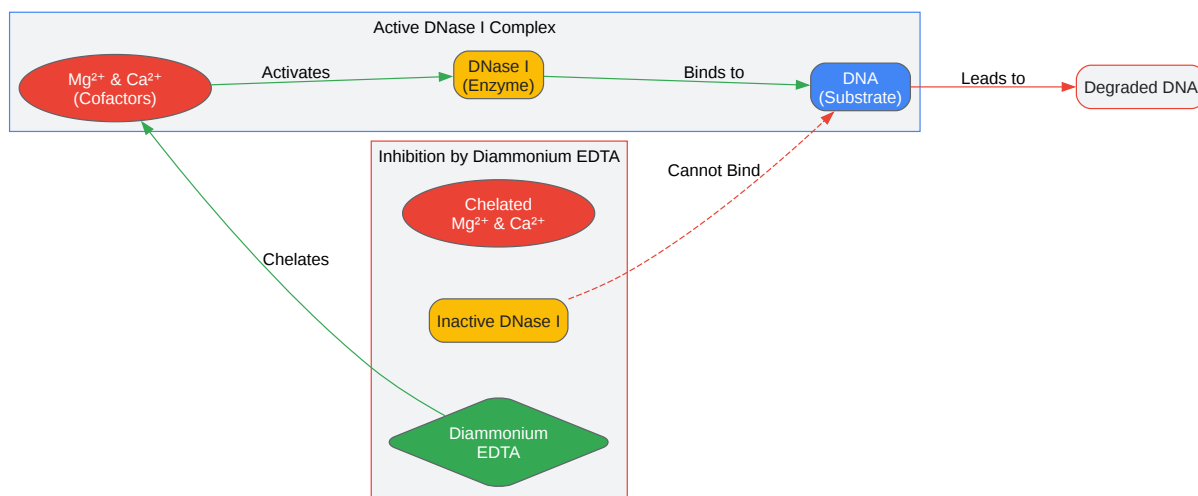 Active DNase I Complex
Mg²⁺ & Ca²⁺
(Cofactors)
Activates
DNase I
(Enzyme)
Binds to
DNA
(Substrate)
Leads to
Degraded DNA
Inhibition by Diammonium EDTA
Chelated
Mg²⁺ & Ca²⁺
Cannot Bind
Chelates
Inactive DNase I
Diammonium
EDTA